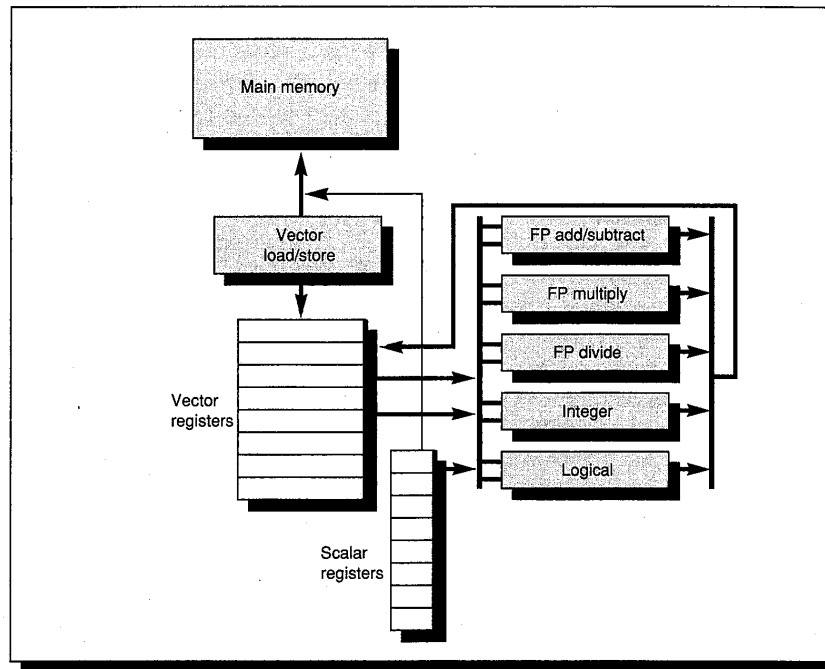 Main memory
Vector
load/store
FP add/subtract
FP multiply
FP divide
Integer
Logical
Vector
registers
Scalar
registers